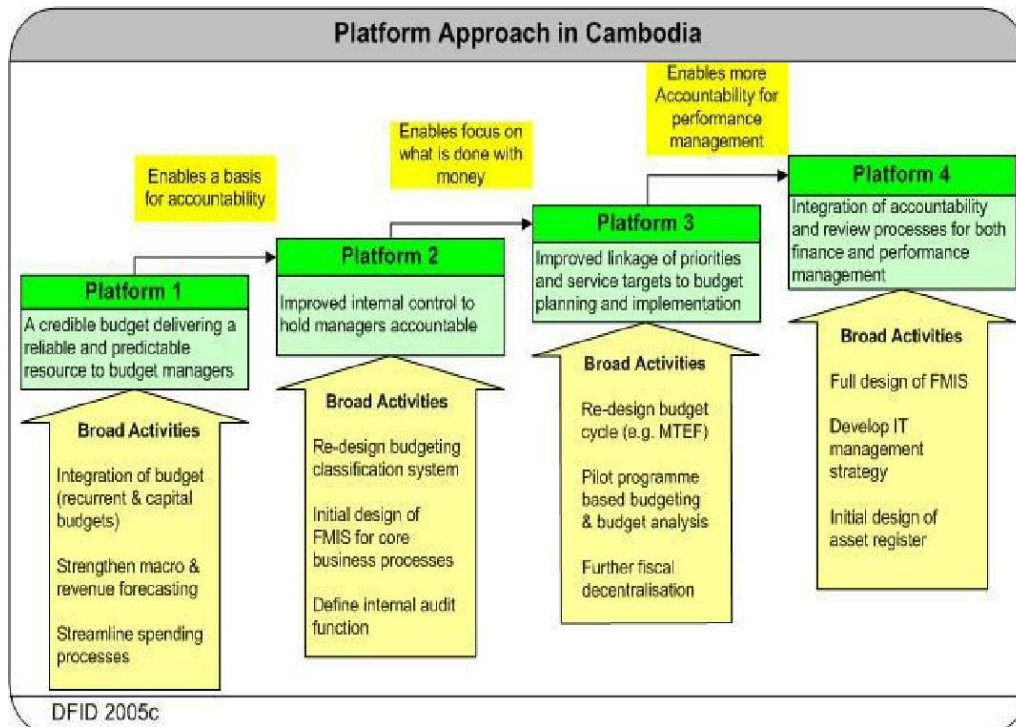 Platform Approach in Cambodia
Enables a basis
for accountability
Enables focus on
what is done with
money
Enables more
Accountability for
performance
management
Platform 1
A credible budget delivering a
reliable and predictable
resource to budget managers
Broad Activities
Integration of budget
(recurrent & capital
budgets)
Strengthen macro &
revenue forecasting
Streamline spending
processes
Platform 2
Improved internal control to
hold managers accountable
Broad Activities
Re-design budgeting
classification system
Initial design of
FMIS for core
business processes
Define internal audit
function
Platform 3
Improved linkage of priorities
and service targets to budget
planning and implementation
Broad Activities
Re-design budget
cycle (e.g. MTEF)
Pilot programme
based budgeting
& budget analysis
Further fiscal
decentralisation
Platform 4
Integration of accountability
and review processes for both
finance and performance
management
Broad Activities
Full design of FMIS
Develop IT
management
strategy
Initial design of
asset register
DFID 2005c